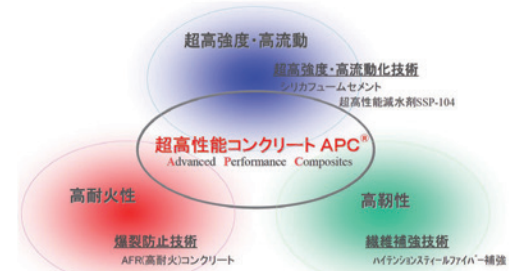 超高強度・高流動
超高強度・高流動化技術
シリカフュームセメント
超高性能減水剤SSP-104
超高性能コンクリート APC®
Advanced Performance Composites
高耐火性
高靭性
爆裂防止技術
AFR(高耐火)コンクリート
繊維補強技術
ハイテンションスティールファイバー補強